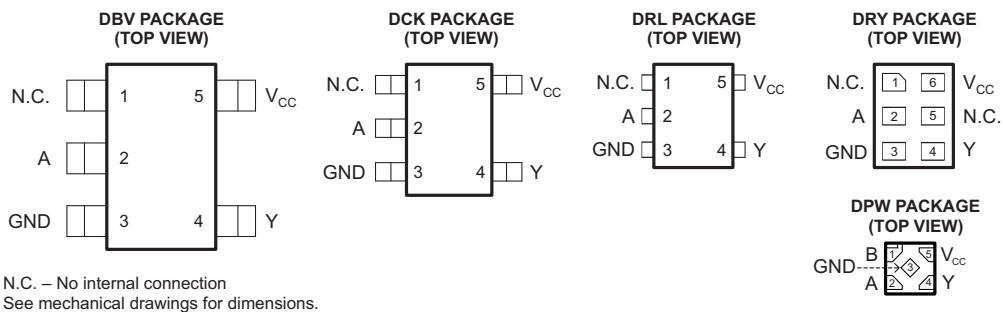 DBV PACKAGE
(TOP VIEW)
N.C. 1 5 VCC
A 2
GND 3 4 Y
DCK PACKAGE
(TOP VIEW)
N.C. 1 5 VCC
A 2
GND 3 4 Y
DRL PACKAGE
(TOP VIEW)
N.C. 1 5 VCC
A 2
GND 3 4 Y
DRY PACKAGE
(TOP VIEW)
N.C. 1 6 VCC
A 2 5 N.C.
GND 3 4 Y
DPW PACKAGE
(TOP VIEW)
B 1 5 VCC
GND 3
A 2 4 Y
N.C. – No internal connection
See mechanical drawings for dimensions.